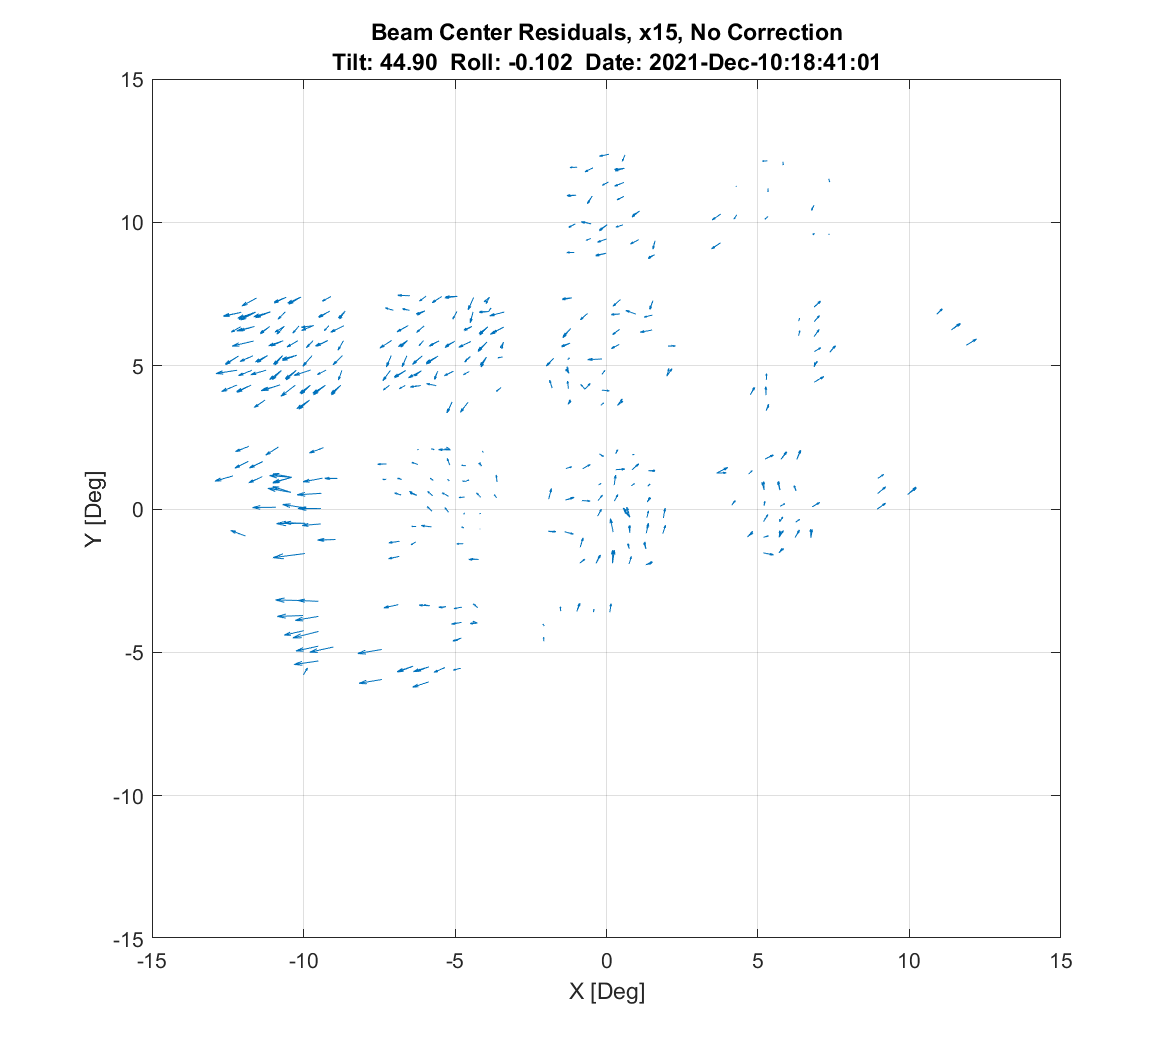 Beam Center Residuals, x15, No Correction
Tilt: 44.90  Roll: -0.102  Date: 2021-Dec-10:18:41:01
15
10
5
0
-5
-10
-15
Y [Deg]
-15 -10 -5 0 5 10 15
X [Deg]